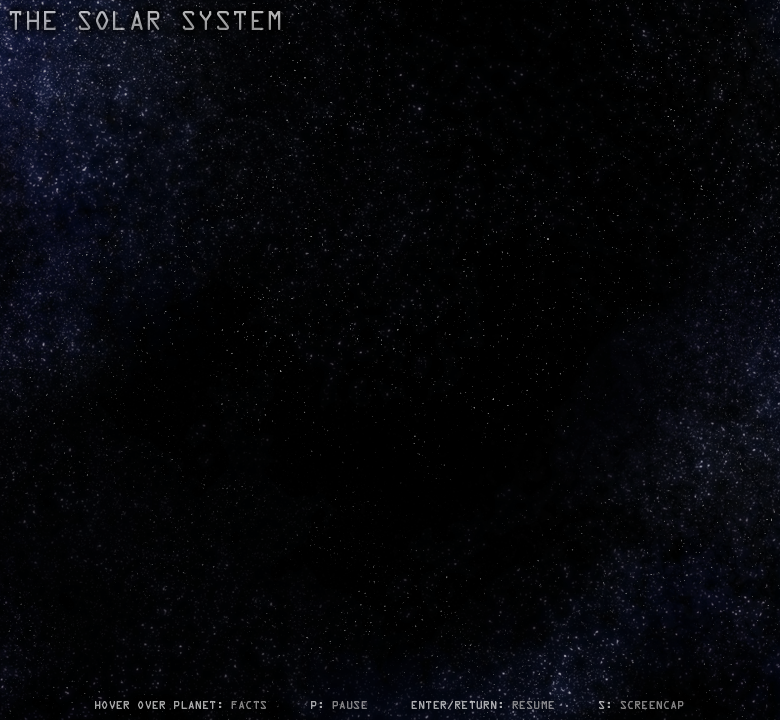 THE SOLAR SYSTEM
HOVER OVER PLANET: FACTS P: PAUSE ENTER/RETURN: RESUME S: SCREENCAP